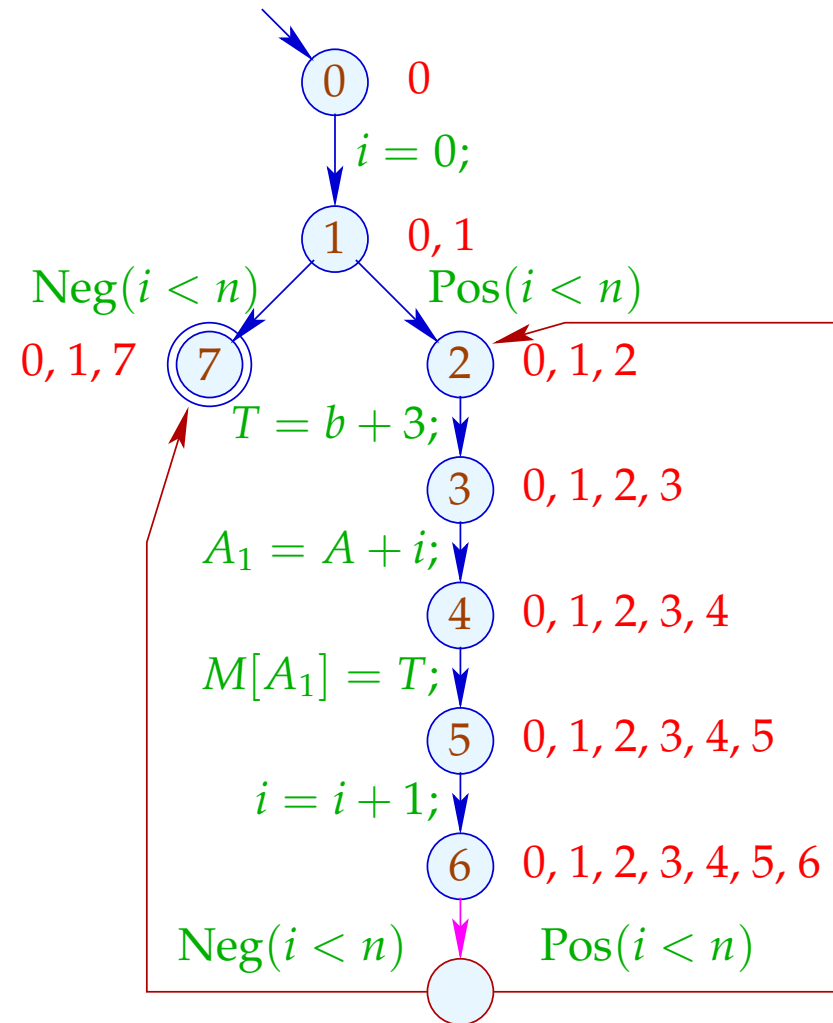 0 0
i = 0;
1 0, 1
Neg(i < n) Pos(i < n)
0, 1, 7 7 2 0, 1, 2
T = b + 3;
3 0, 1, 2, 3
A₁ = A + i;
4 0, 1, 2, 3, 4
M[A₁] = T;
5 0, 1, 2, 3, 4, 5
i = i + 1;
6 0, 1, 2, 3, 4, 5, 6
Neg(i < n) Pos(i < n)